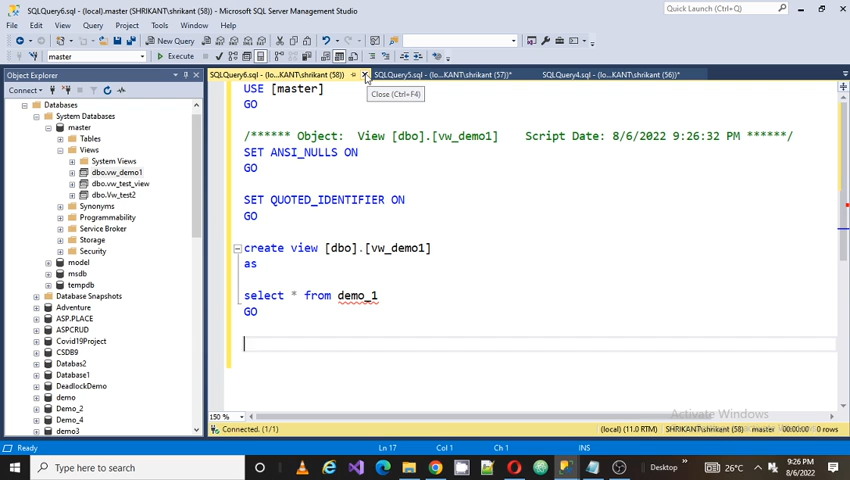 SQLQuery6.sql - (local).master (SHRIKANT\shrikant (58)) - Microsoft SQL Server Management Studio
Quick Launch (Ctrl+Q)
File Edit View Query Project Tools Window Help
New Query
master
Execute
Object Explorer
SQLQuery6.sql - (lo...KANT\shrikant (58))
SQLQuery5.sql - (lo...KANT\shrikant (57))*
SQLQuery4.sql - (lo...KANT\shrikant (56))*
Close (Ctrl+F4)
Connect
Databases
System Databases
master
Tables
Views
System Views
dbo.vw_demo1
dbo.vw_test_view
dbo.Vw_test2
Synonyms
Programmability
Service Broker
Storage
Security
model
msdb
tempdb
Database Snapshots
Adventure
ASP.PLACE
ASPCRUD
Covid19Project
CSDB9
Databas2
Databas86
DeadlockDemo
demo
Demo_2
Demo_4
demo3
USE [master]
GO
/****** Object: View [dbo].[vw_demo1] Script Date: 8/6/2022 9:26:32 PM ******/
SET ANSI_NULLS ON
GO
SET QUOTED_IDENTIFIER ON
GO
create view [dbo].[vw_demo1]
as
select * from demo_1
GO
150 %
Activate Windows
Connected. (1/1)
(local) (11.0 RTM)
SHRIKANT\shrikant (58)
master
00:00:00
0 rows
Ready
Ln 17
Col 1
Ch 1
INS
Type here to search
Desktop
26°C
9:26 PM
8/6/2022